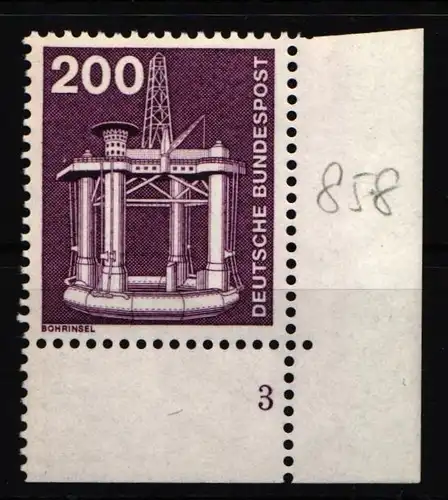 200
DEUTSCHE BUNDESPOST
858
BOHRINSEL
3